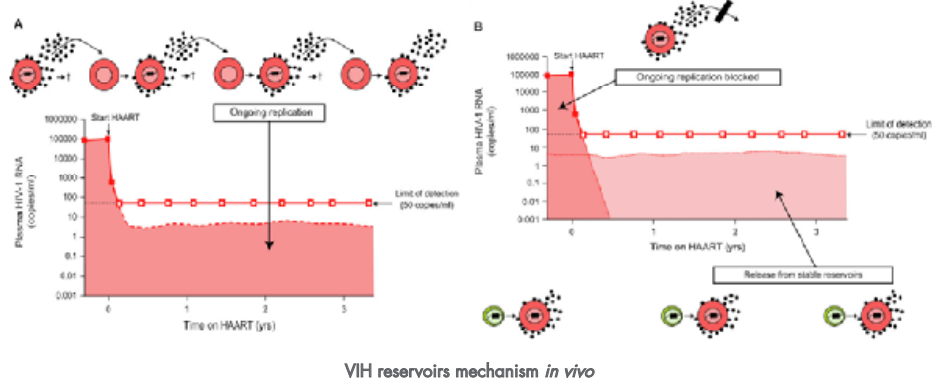 A
Ongoing replication
Start HAART
1000000
100000
10000
1000
100
10
1
0.1
0.01
0.001
Plasma HIV-1 RNA
(copies/ml)
Limit of detection
(50 copies/ml)
0
1
2
3
Time on HAART (yrs)
B
Start HAART
Ongoing replication blocked
1000000
100000
10000
1000
100
50
10
1
0.1
0.01
0.001
Plasma HIV-1 RNA
(copies/ml)
Limit of detection
(50 copies/ml)
0
1
2
3
Time on HAART (yrs)
Release from stable reservoirs
VIH reservoirs mechanism in vivo